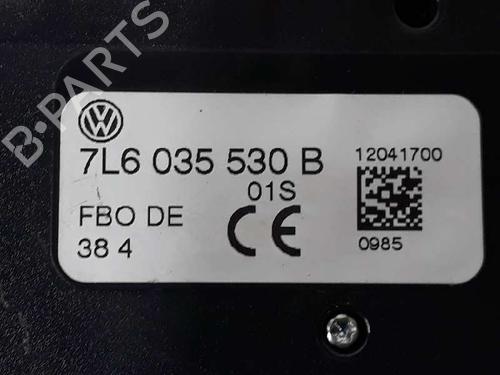 B-PARTS
7L6 035 530 B
01S
12041700
FBO DE
38 4
CE
0985